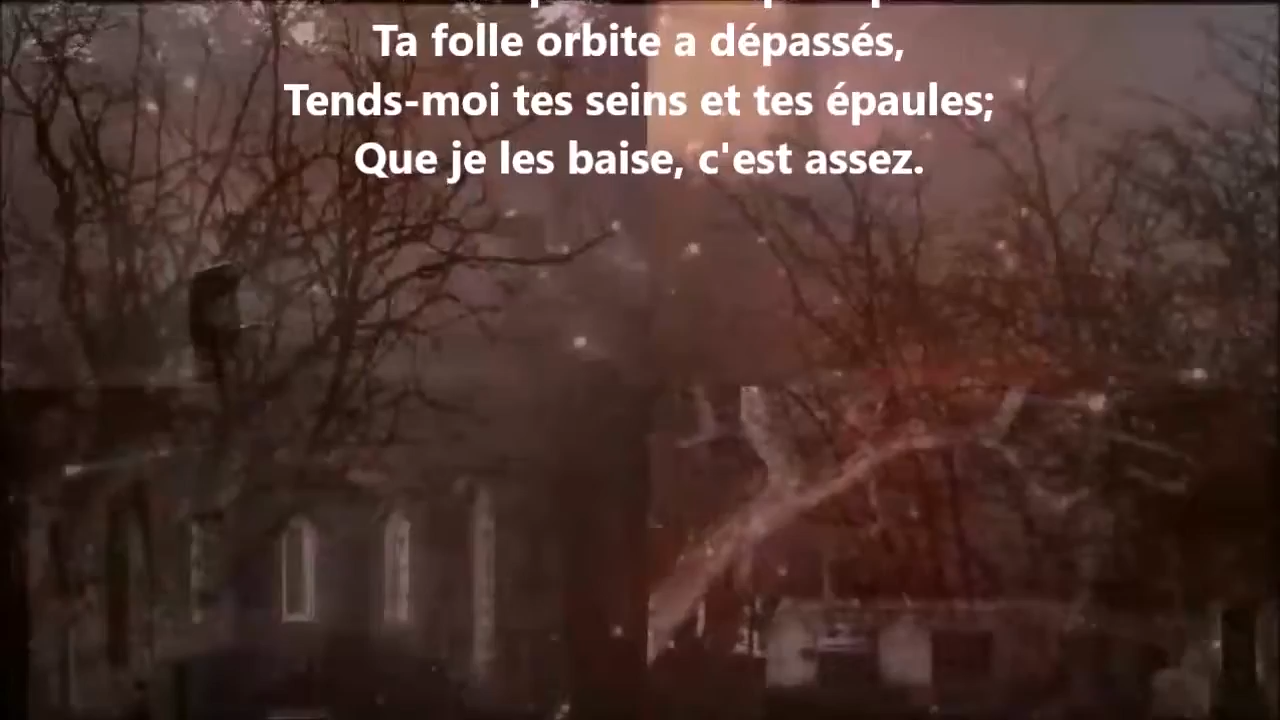 Ta folle orbite a dépassés,
Tends-moi tes seins et tes épaules;
Que je les baise, c'est assez.